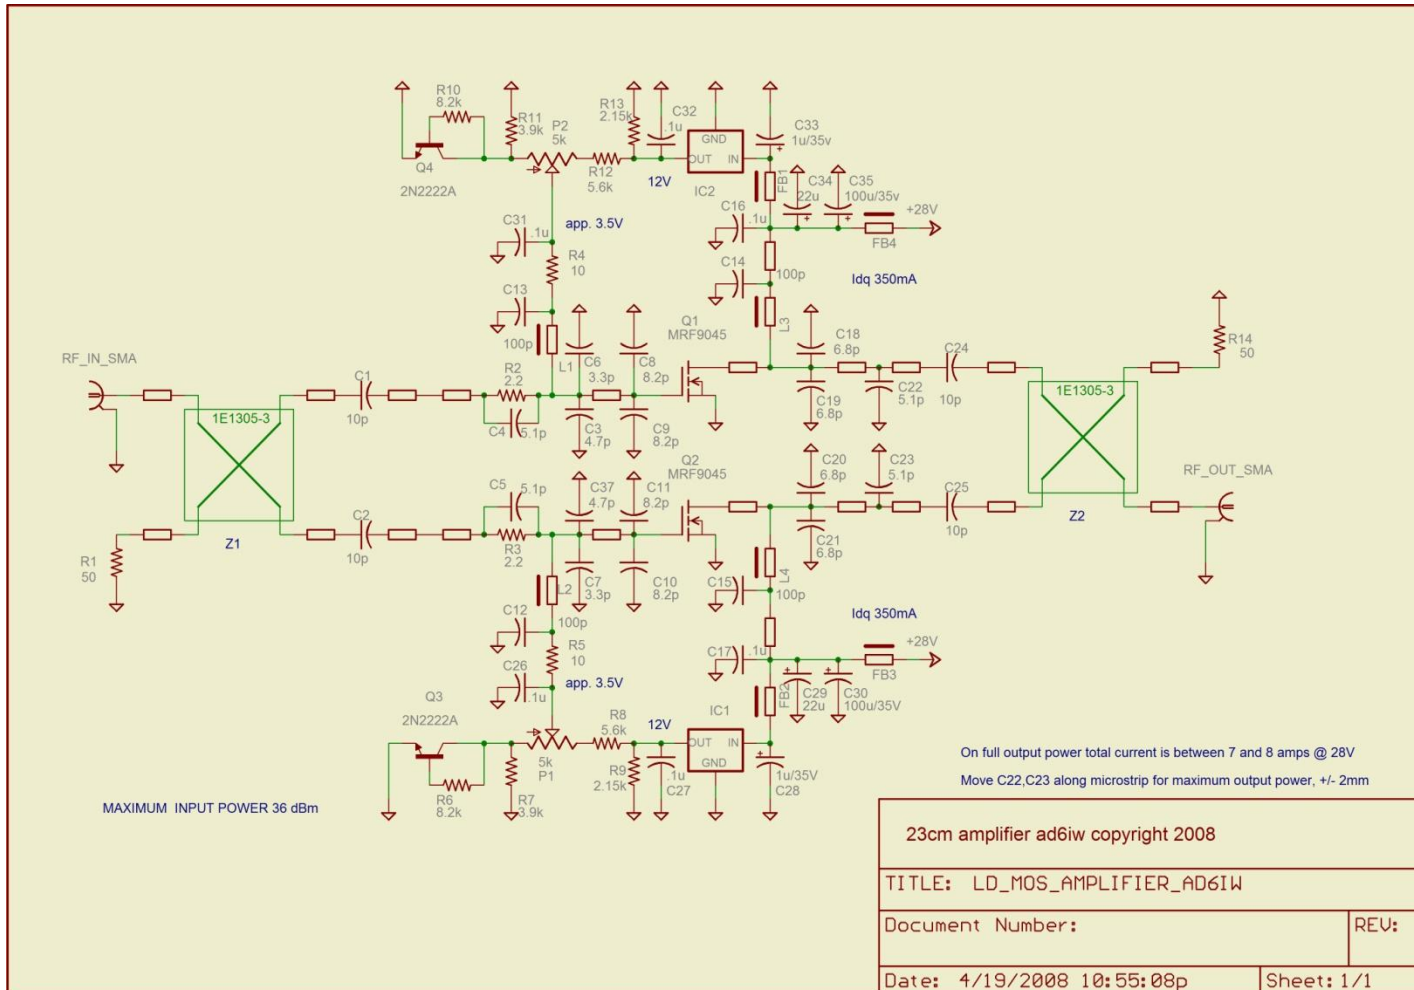 R10
8.2k
R11
3.9k
P2
5k
R13
2.15k
C32
.1u
GND
OUT IN
C33
1u/35v
Q4
2N2222A
R12
5.6k
12V
IC2
FB1
C34
22u
C35
100u/35v
+28V
FB4
C31
.1u
app. 3.5V
C16
.1u
R4
10
C14
100p
Idq 350mA
C13
100p
L1
C6
3.3p
C8
8.2p
Q1
MRF9045
L3
C18
6.8p
R14
50
RF_IN_SMA
C1
10p
R2
2.2
C4
5.1p
C3
4.7p
C9
8.2p
C19
6.8p
C22
5.1p
C24
10p
1E1305-3
1E1305-3
Q2
MRF9045
C5
5.1p
C37
4.7p
C11
8.2p
C20
6.8p
C23
5.1p
RF_OUT_SMA
C2
10p
R3
2.2
C25
10p
Z1
Z2
R1
50
L2
C7
3.3p
C10
8.2p
C21
6.8p
C15
L4
100p
C12
100p
Idq 350mA
R5
10
C17
.1u
+28V
FB3
C26
.1u
app. 3.5V
FB2
C29
22u
C30
100u/35V
Q3
2N2222A
R8
5.6k
12V
IC1
OUT IN
GND
5k
P1
R9
2.15k
.1u
C27
1u/35V
C28
R6
8.2k
R7
3.9k
MAXIMUM INPUT POWER 36 dBm
On full output power total current is between 7 and 8 amps @ 28V
Move C22,C23 along microstrip for maximum output power, +/- 2mm
23cm amplifier ad6iw copyright 2008
TITLE: LD_MOS_AMPLIFIER_AD6IW
Document Number:
REV:
Date: 4/19/2008 10:55:08p
Sheet: 1/1